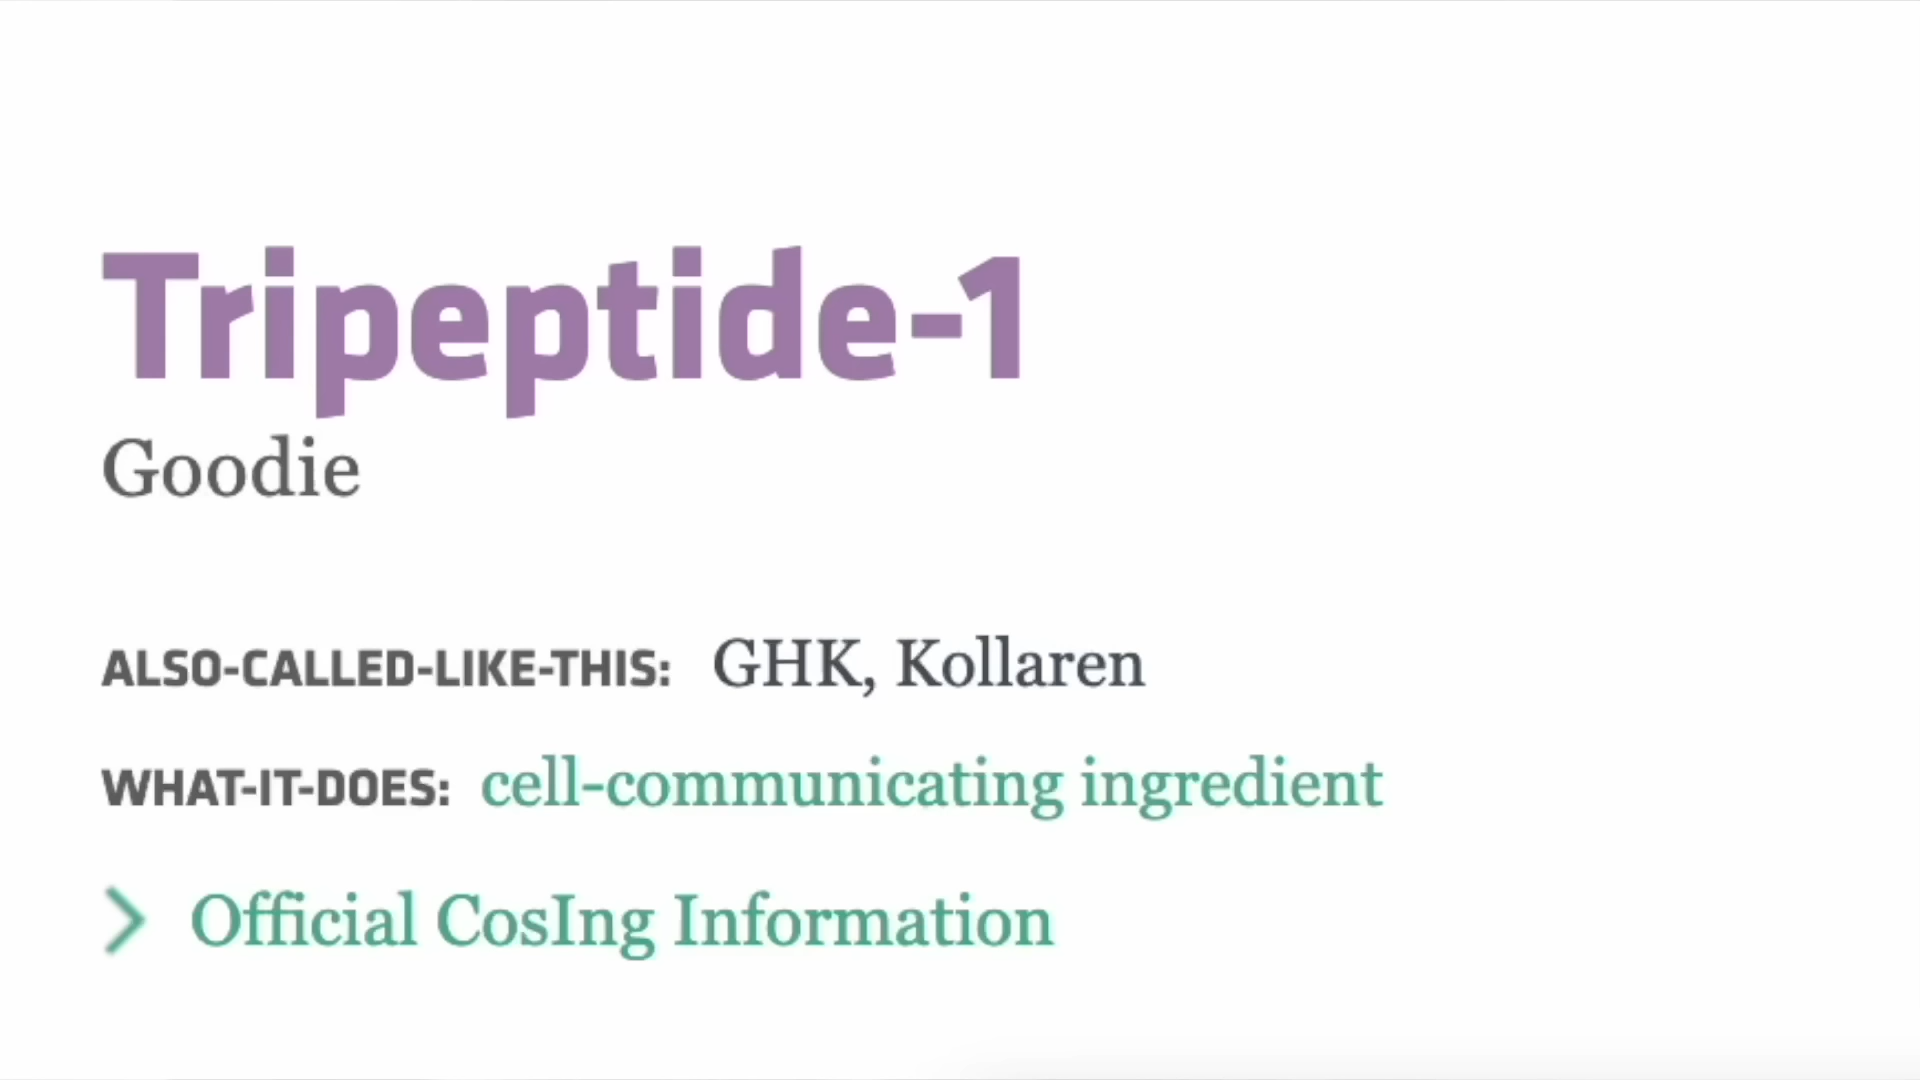 Tripeptide-1
Goodie
ALSO-CALLED-LIKE-THIS: GHK, Kollaren
WHAT-IT-DOES: cell-communicating ingredient
Official CosIng Information